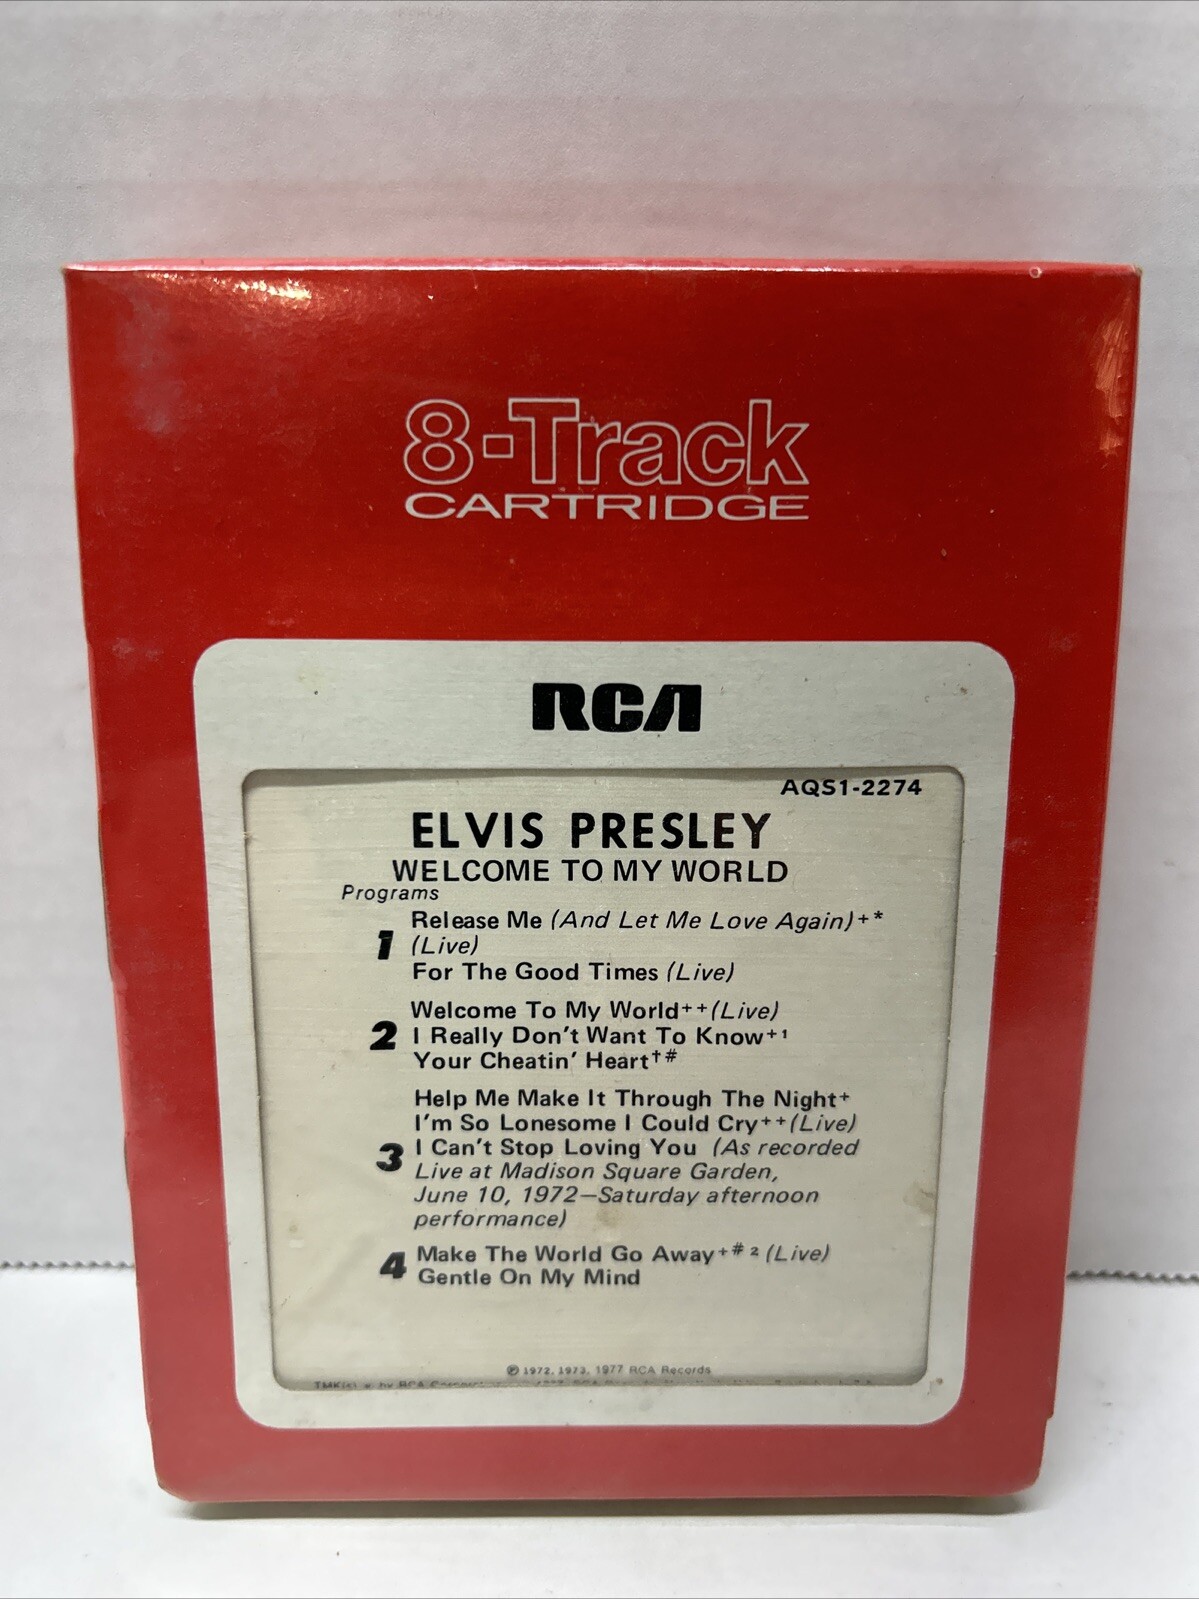 8-Track
CARTRIDGE
RCA
AQS1-2274
ELVIS PRESLEY
WELCOME TO MY WORLD
Programs
1 Release Me (And Let Me Love Again)+*
(Live)
For The Good Times (Live)
2 Welcome To My World++(Live)
I Really Don't Want To Know+¹
Your Cheatin' Heart†#
3 Help Me Make It Through The Night+
I'm So Lonesome I Could Cry++(Live)
I Can't Stop Loving You (As recorded
Live at Madison Square Garden,
June 10, 1972—Saturday afternoon
performance)
4 Make The World Go Away+# ² (Live)
Gentle On My Mind
℗ 1972, 1973, 1977 RCA Records
by RCA